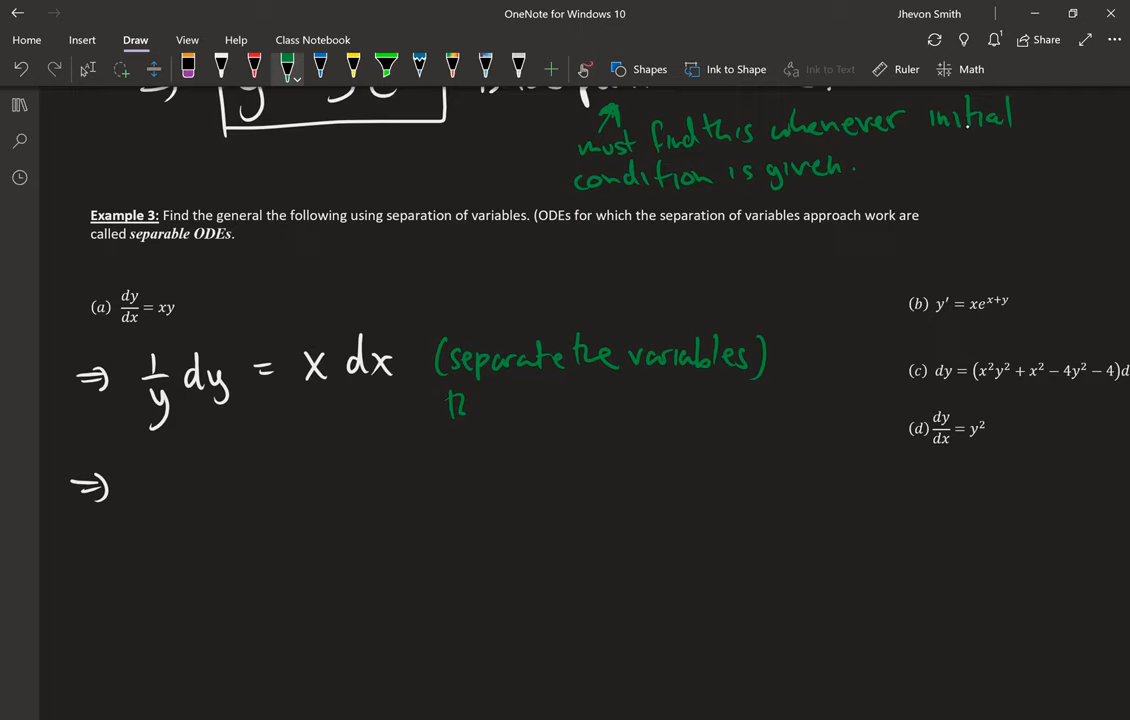 OneNote for Windows 10
Jhevon Smith
Home Insert Draw View Help Class Notebook
Share
Shapes Ink to Shape Ink to Text Ruler Math
must find this whenever initial
condition is given.
Example 3: Find the general the following using separation of variables. (ODEs for which the separation of variables approach work are
called separable ODEs.
(a) dy/dx = xy
(b) y′ = xe^{x+y}
⇒ 1/y dy = x dx (separate the variables)
(c) dy = (x²y² + x² − 4y² − 4)d
(d) dy/dx = y²
⇒